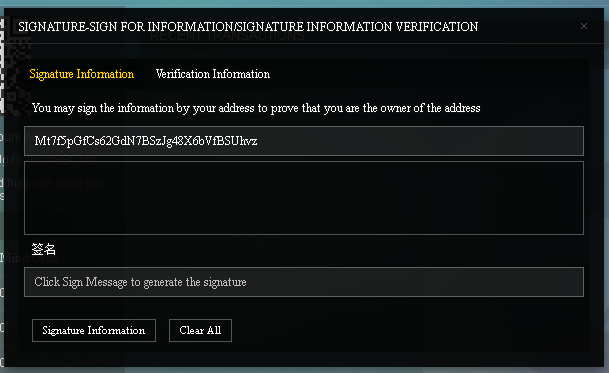 SIGNATURE-SIGN FOR INFORMATION/SIGNATURE INFORMATION VERIFICATION
Signature Information Verification Information
You may sign the information by your address to prove that you are the owner of the address
Mt7f5pGfCs62GdN7BSzJg48X6bVfBSUhvz
签名
Click Sign Message to generate the signature
Signature Information Clear All